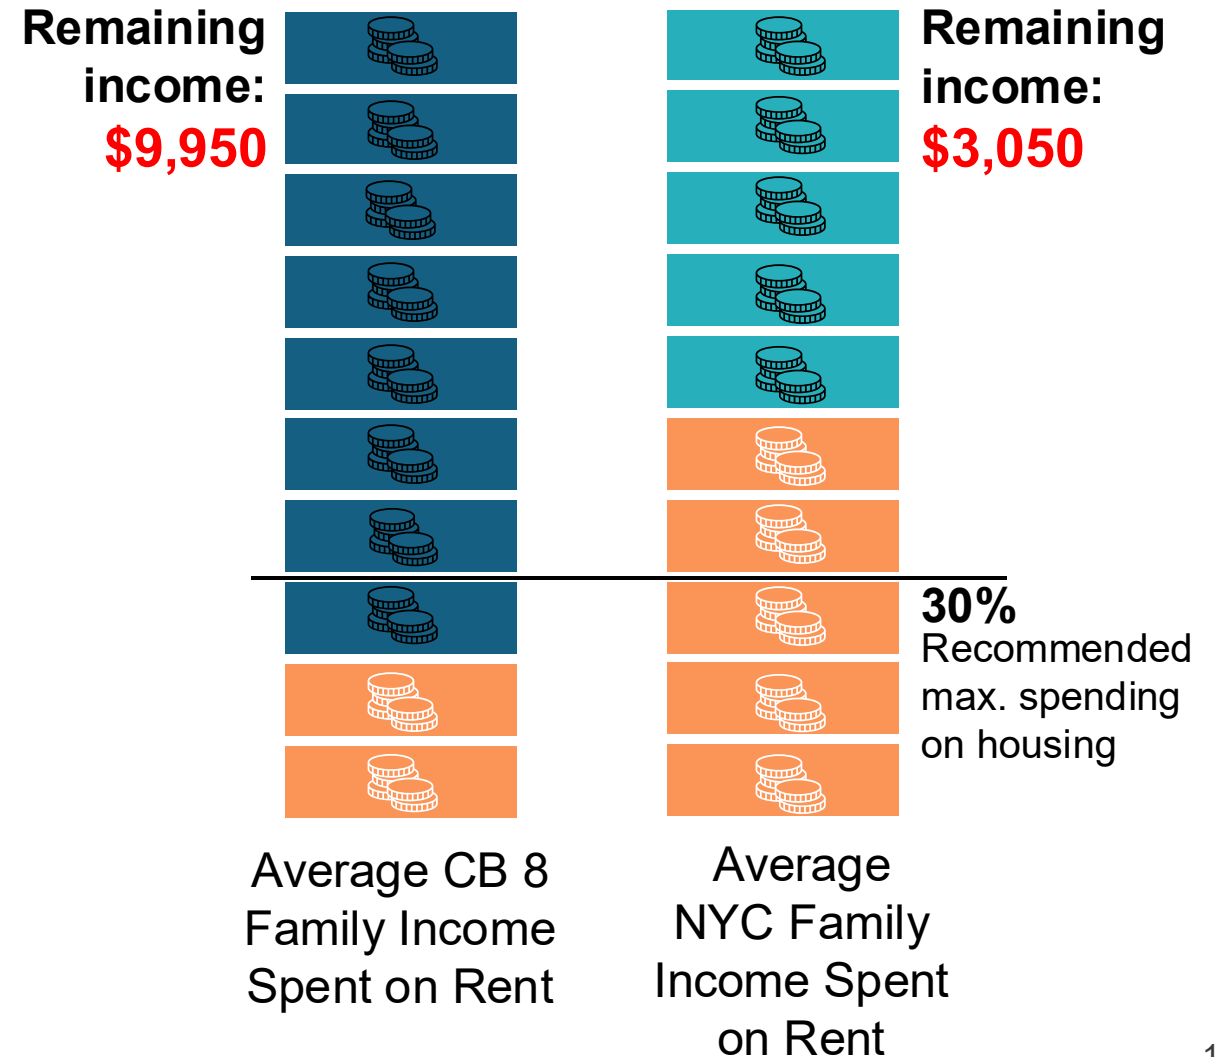 Remaining
income:
$9,950
Remaining
income:
$3,050
30%
Recommended
max. spending
on housing
Average CB 8
Family Income
Spent on Rent
Average
NYC Family
Income Spent
on Rent
1